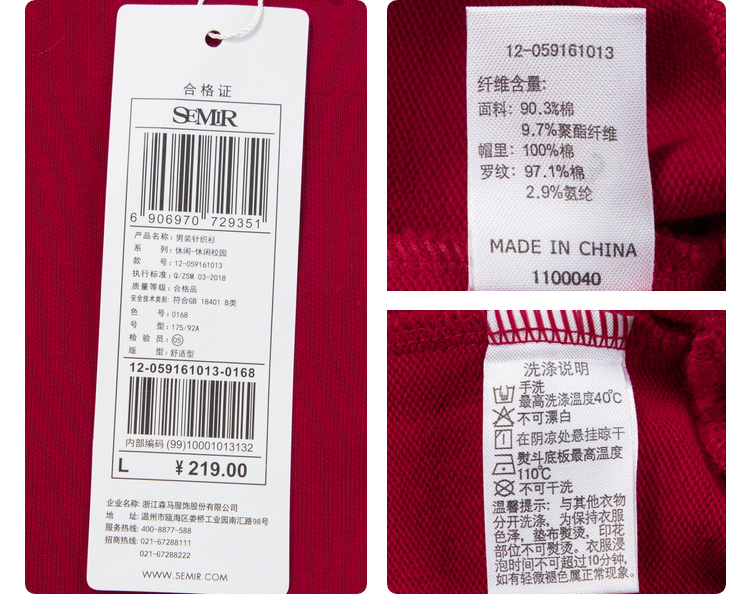 合格证
SEMIR
6 906970 729351
产品名称: 男装针织衫
系 列: 休闲-休闲校园
款 号: 12-059161013
执行标准: Q/ZSM 03-2018
质量等级: 合格品
安全技术类别: 符合GB 18401 B类
色 号: 0168
号 型: 175/92A
检 验 员: 05
版 型: 舒适型
12-059161013-0168
内部编码 (99)10001013132
L ¥219.00
企业名称: 浙江森马服饰股份有限公司
地 址: 温州市瓯海区娄桥工业园南汇路98号
服务热线: 400-8877-588
招商热线: 021-67288111
021-67288222
WWW.SEMIR.COM
12-059161013
纤维含量:
面料: 90.3%棉
9.7%聚酯纤维
帽里: 100%棉
罗纹: 97.1%棉
2.9%氨纶
MADE IN CHINA
1100040
洗涤说明
手洗
最高洗涤温度40℃
不可漂白
在阴凉处悬挂晾干
熨斗底板最高温度
110℃
不可干洗
温馨提示: 与其他衣物
分开洗涤, 为保持衣服
色泽, 垫布熨烫, 印花
部位不可熨烫。衣服浸
泡时间不可超过10分钟,
如有轻微褪色属正常现象。